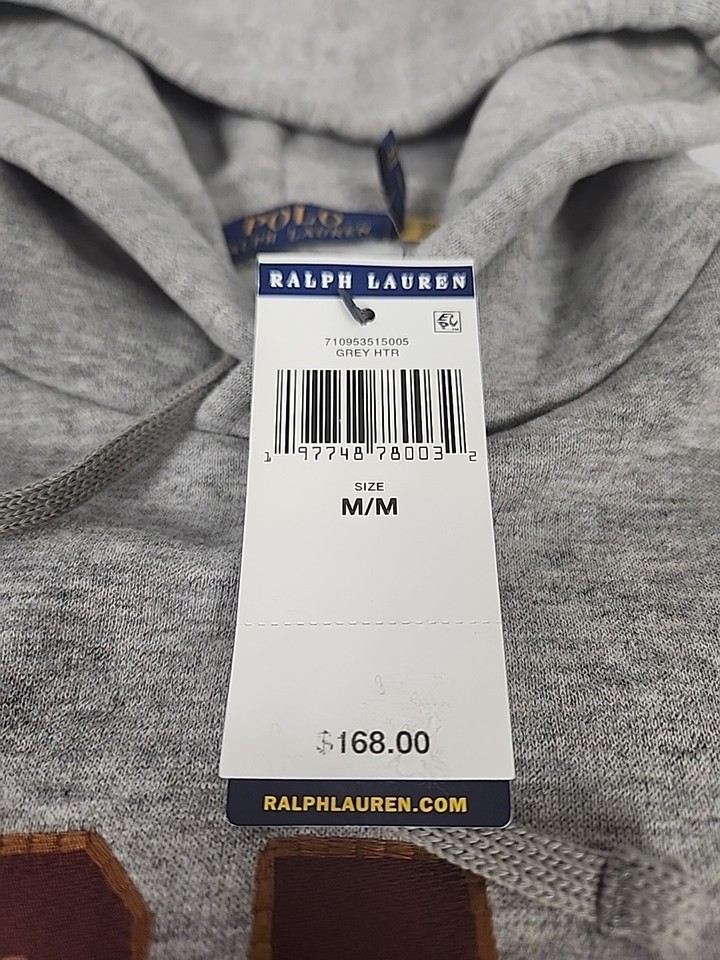 POLO
RALPH LAUREN
RALPH LAUREN
710953515005
GREY HTR
1 97748 78003 2
SIZE
M/M
$168.00
RALPHLAUREN.COM